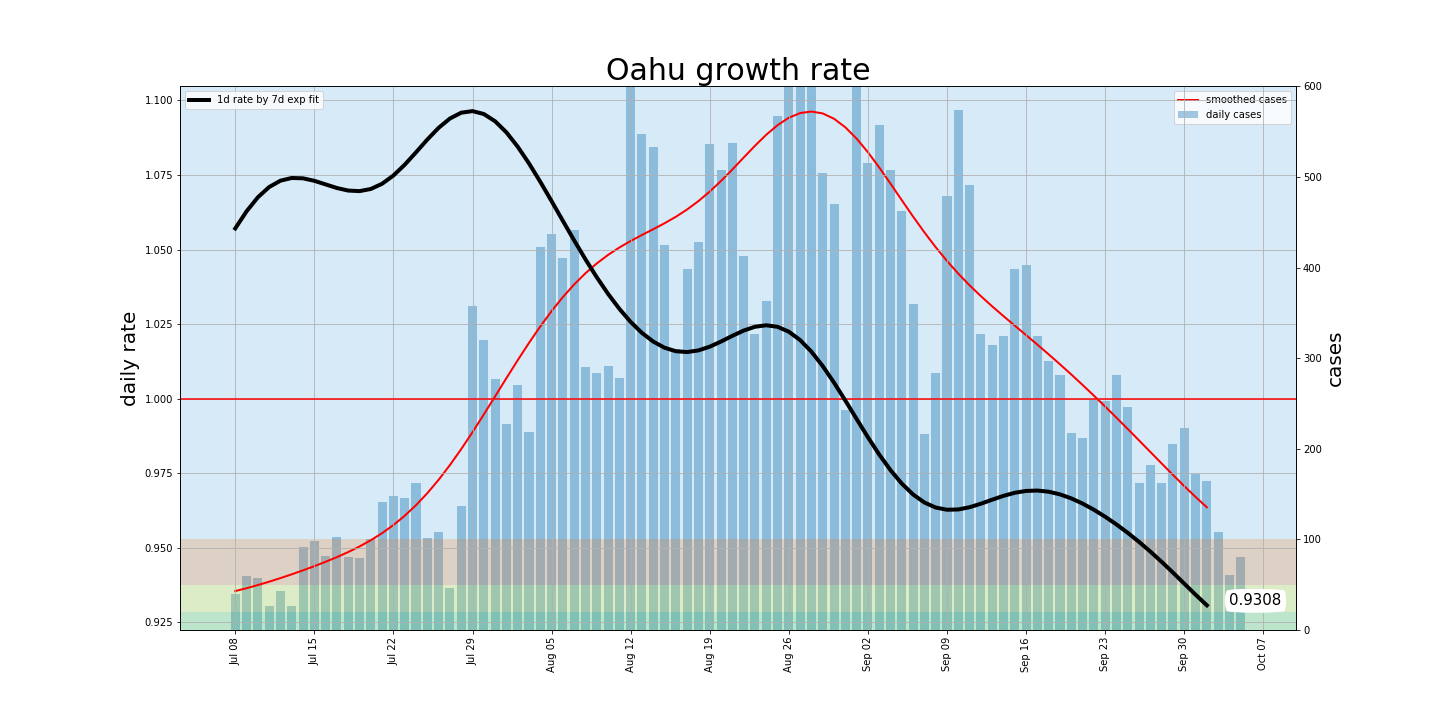 Oahu growth rate
1d rate by 7d exp fit
smoothed cases
daily cases
daily rate
1.100
1.075
1.050
1.025
1.000
0.975
0.950
0.925
600
500
400
300
200
100
0
cases
0.9308
Jul 08
Jul 15
Jul 22
Jul 29
Aug 05
Aug 12
Aug 19
Aug 26
Sep 02
Sep 09
Sep 16
Sep 23
Sep 30
Oct 07